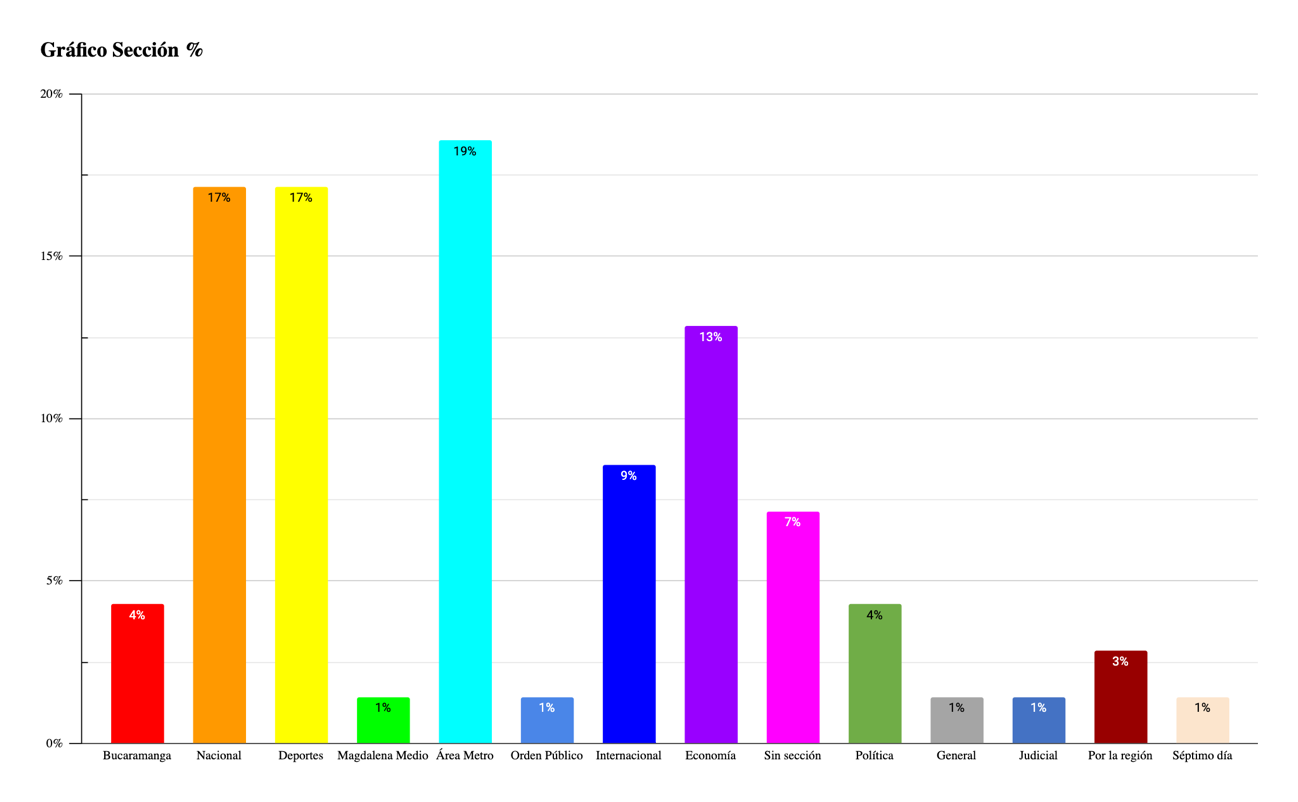 Gráfico Sección %
20%
15%
10%
5%
0%
4%
17%
17%
1%
19%
1%
9%
13%
7%
4%
1%
1%
3%
1%
Bucaramanga
Nacional
Deportes
Magdalena Medio
Área Metro
Orden Público
Internacional
Economía
Sin sección
Política
General
Judicial
Por la región
Séptimo día